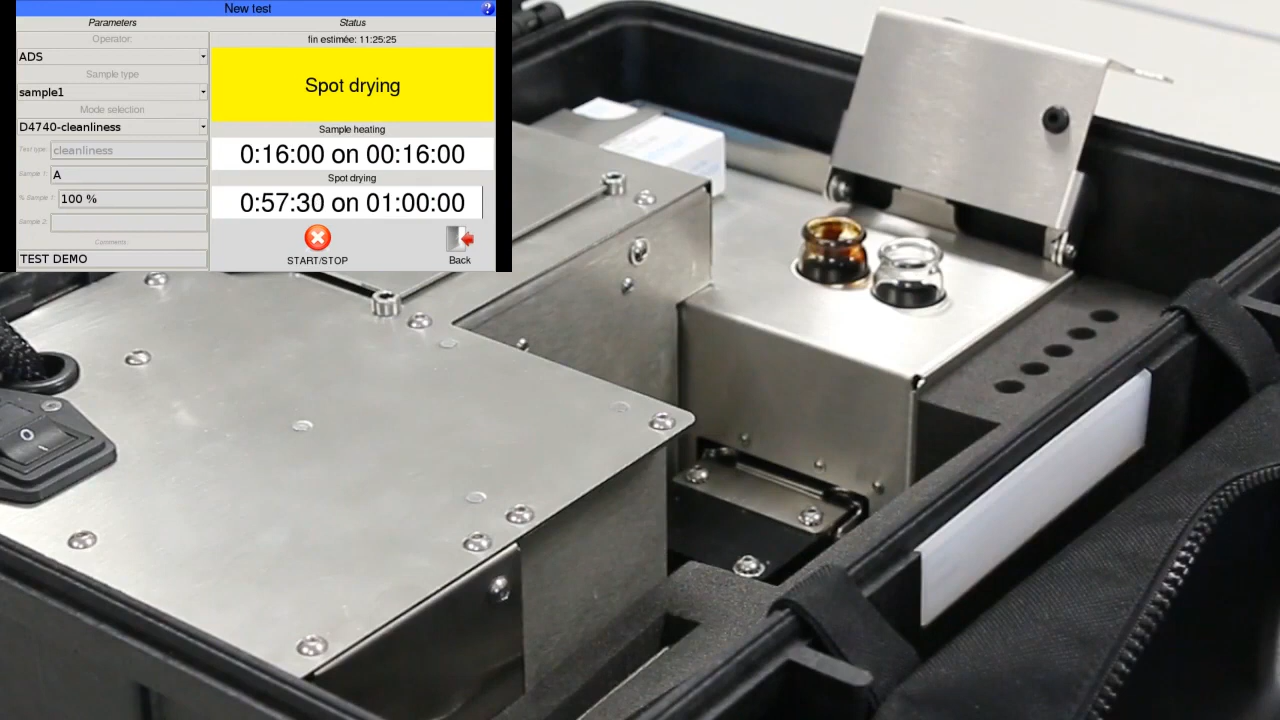 New test
?
Parameters
Status
Operator:
ADS
Sample type
sample1
Mode selection
D4740-cleanliness
Test type:
cleanliness
Sample 1:
A
% Sample 1:
100 %
Sample 2:
Comments:
TEST DEMO
fin estimée: 11:25:25
Spot drying
Sample heating
0:16:00 on 00:16:00
Spot drying
0:57:30 on 01:00:00
START/STOP
Back
O